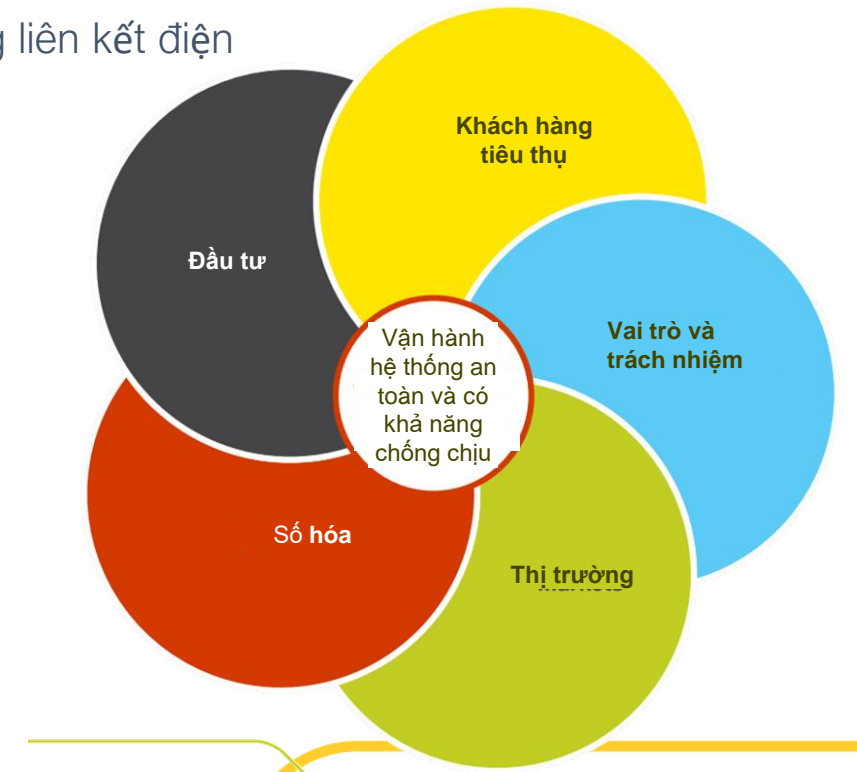 liên kết điện
Khách hàng
tiêu thụ
Đầu tư
Vai trò và
trách nhiệm
Vận hành
hệ thống an
toàn và có
khả năng
chống chịu
Số hóa
Thị trường